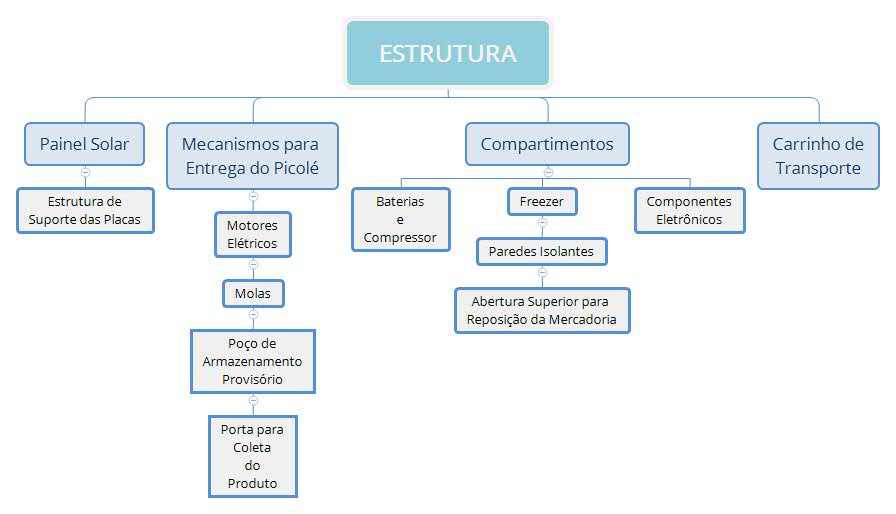 ESTRUTURA
Painel Solar
Estrutura de
Suporte das Placas
Mecanismos para
Entrega do Picolé
Motores
Elétricos
Molas
Poço de
Armazenamento
Provisório
Porta para
Coleta
do
Produto
Compartimentos
Baterias
e
Compressor
Freezer
Paredes Isolantes
Abertura Superior para
Reposição da Mercadoria
Componentes
Eletrônicos
Carrinho de
Transporte